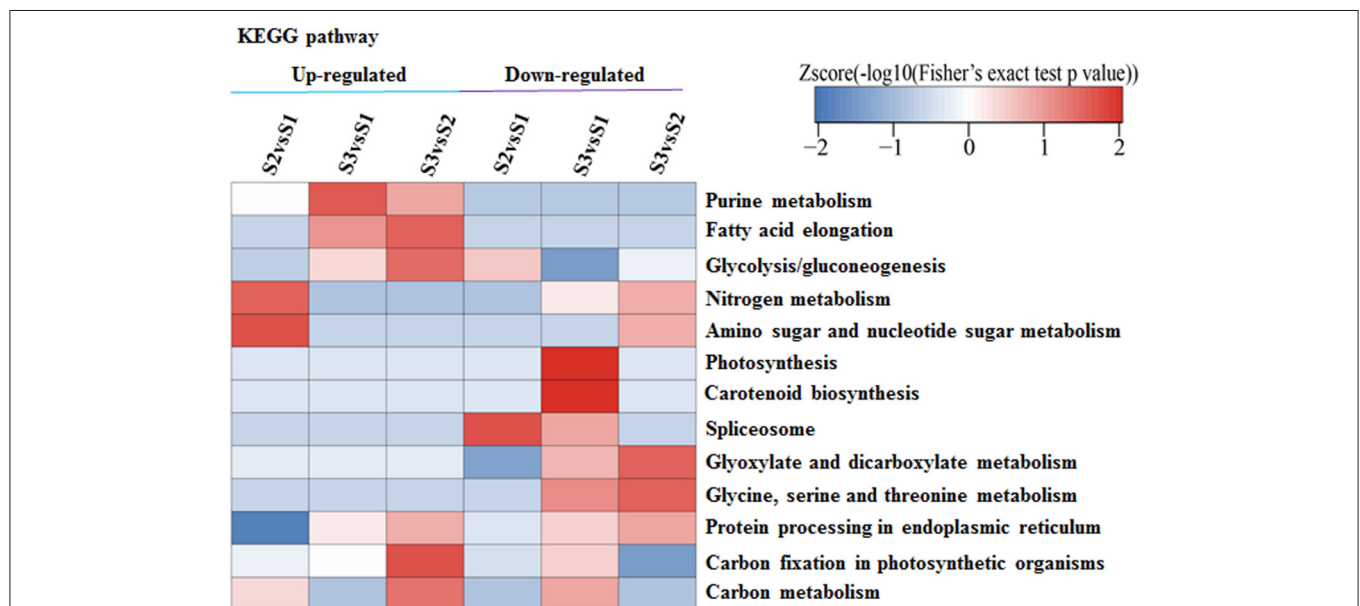 KEGG pathway
Up-regulated
Down-regulated
Zscore(-log10(Fisher's exact test p value))
−2 −1 0 1 2
S2vsS1
S3vsS1
S3vsS2
S2vsS1
S3vsS1
S3vsS2
Purine metabolism
Fatty acid elongation
Glycolysis/gluconeogenesis
Nitrogen metabolism
Amino sugar and nucleotide sugar metabolism
Photosynthesis
Carotenoid biosynthesis
Spliceosome
Glyoxylate and dicarboxylate metabolism
Glycine, serine and threonine metabolism
Protein processing in endoplasmic reticulum
Carbon fixation in photosynthetic organisms
Carbon metabolism